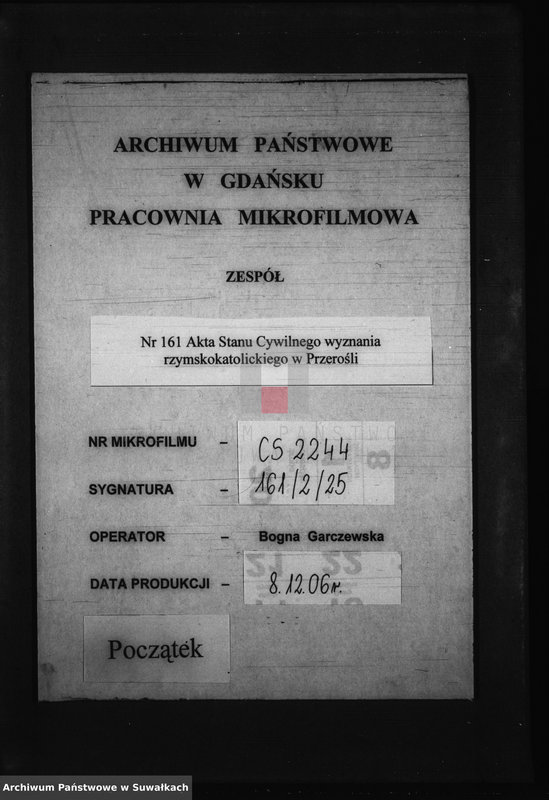 ARCHIWUM PAŃSTWOWE
W GDAŃSKU
PRACOWNIA MIKROFILMOWA
ZESPÓŁ
Nr 161 Akta Stanu Cywilnego wyznania
rzymskokatolickiego w Przerośli
NR MIKROFILMU – CS 2244
SYGNATURA – 161/2/25
OPERATOR – Bogna Garczewska
DATA PRODUKCJI – 8.12.06r.
Początek
Archiwum Państwowe w Suwałkach